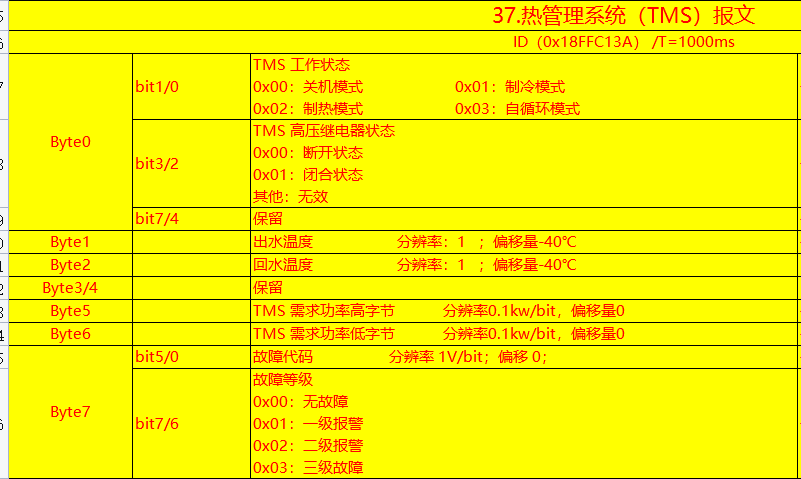 37.热管理系统（TMS）报文
ID（0x18FFC13A） /T=1000ms
Byte0
bit1/0
TMS 工作状态
0x00：关机模式 0x01：制冷模式
0x02：制热模式 0x03：自循环模式
bit3/2
TMS 高压继电器状态
0x00：断开状态
0x01：闭合状态
其他：无效
bit7/4 保留
Byte1 出水温度 分辨率：1 ；偏移量-40℃
Byte2 回水温度 分辨率：1 ；偏移量-40℃
Byte3/4 保留
Byte5 TMS 需求功率高字节 分辨率0.1kw/bit，偏移量0
Byte6 TMS 需求功率低字节 分辨率0.1kw/bit，偏移量0
Byte7
bit5/0 故障代码 分辨率 1V/bit；偏移 0；
bit7/6
故障等级
0x00：无故障
0x01：一级报警
0x02：二级报警
0x03：三级故障